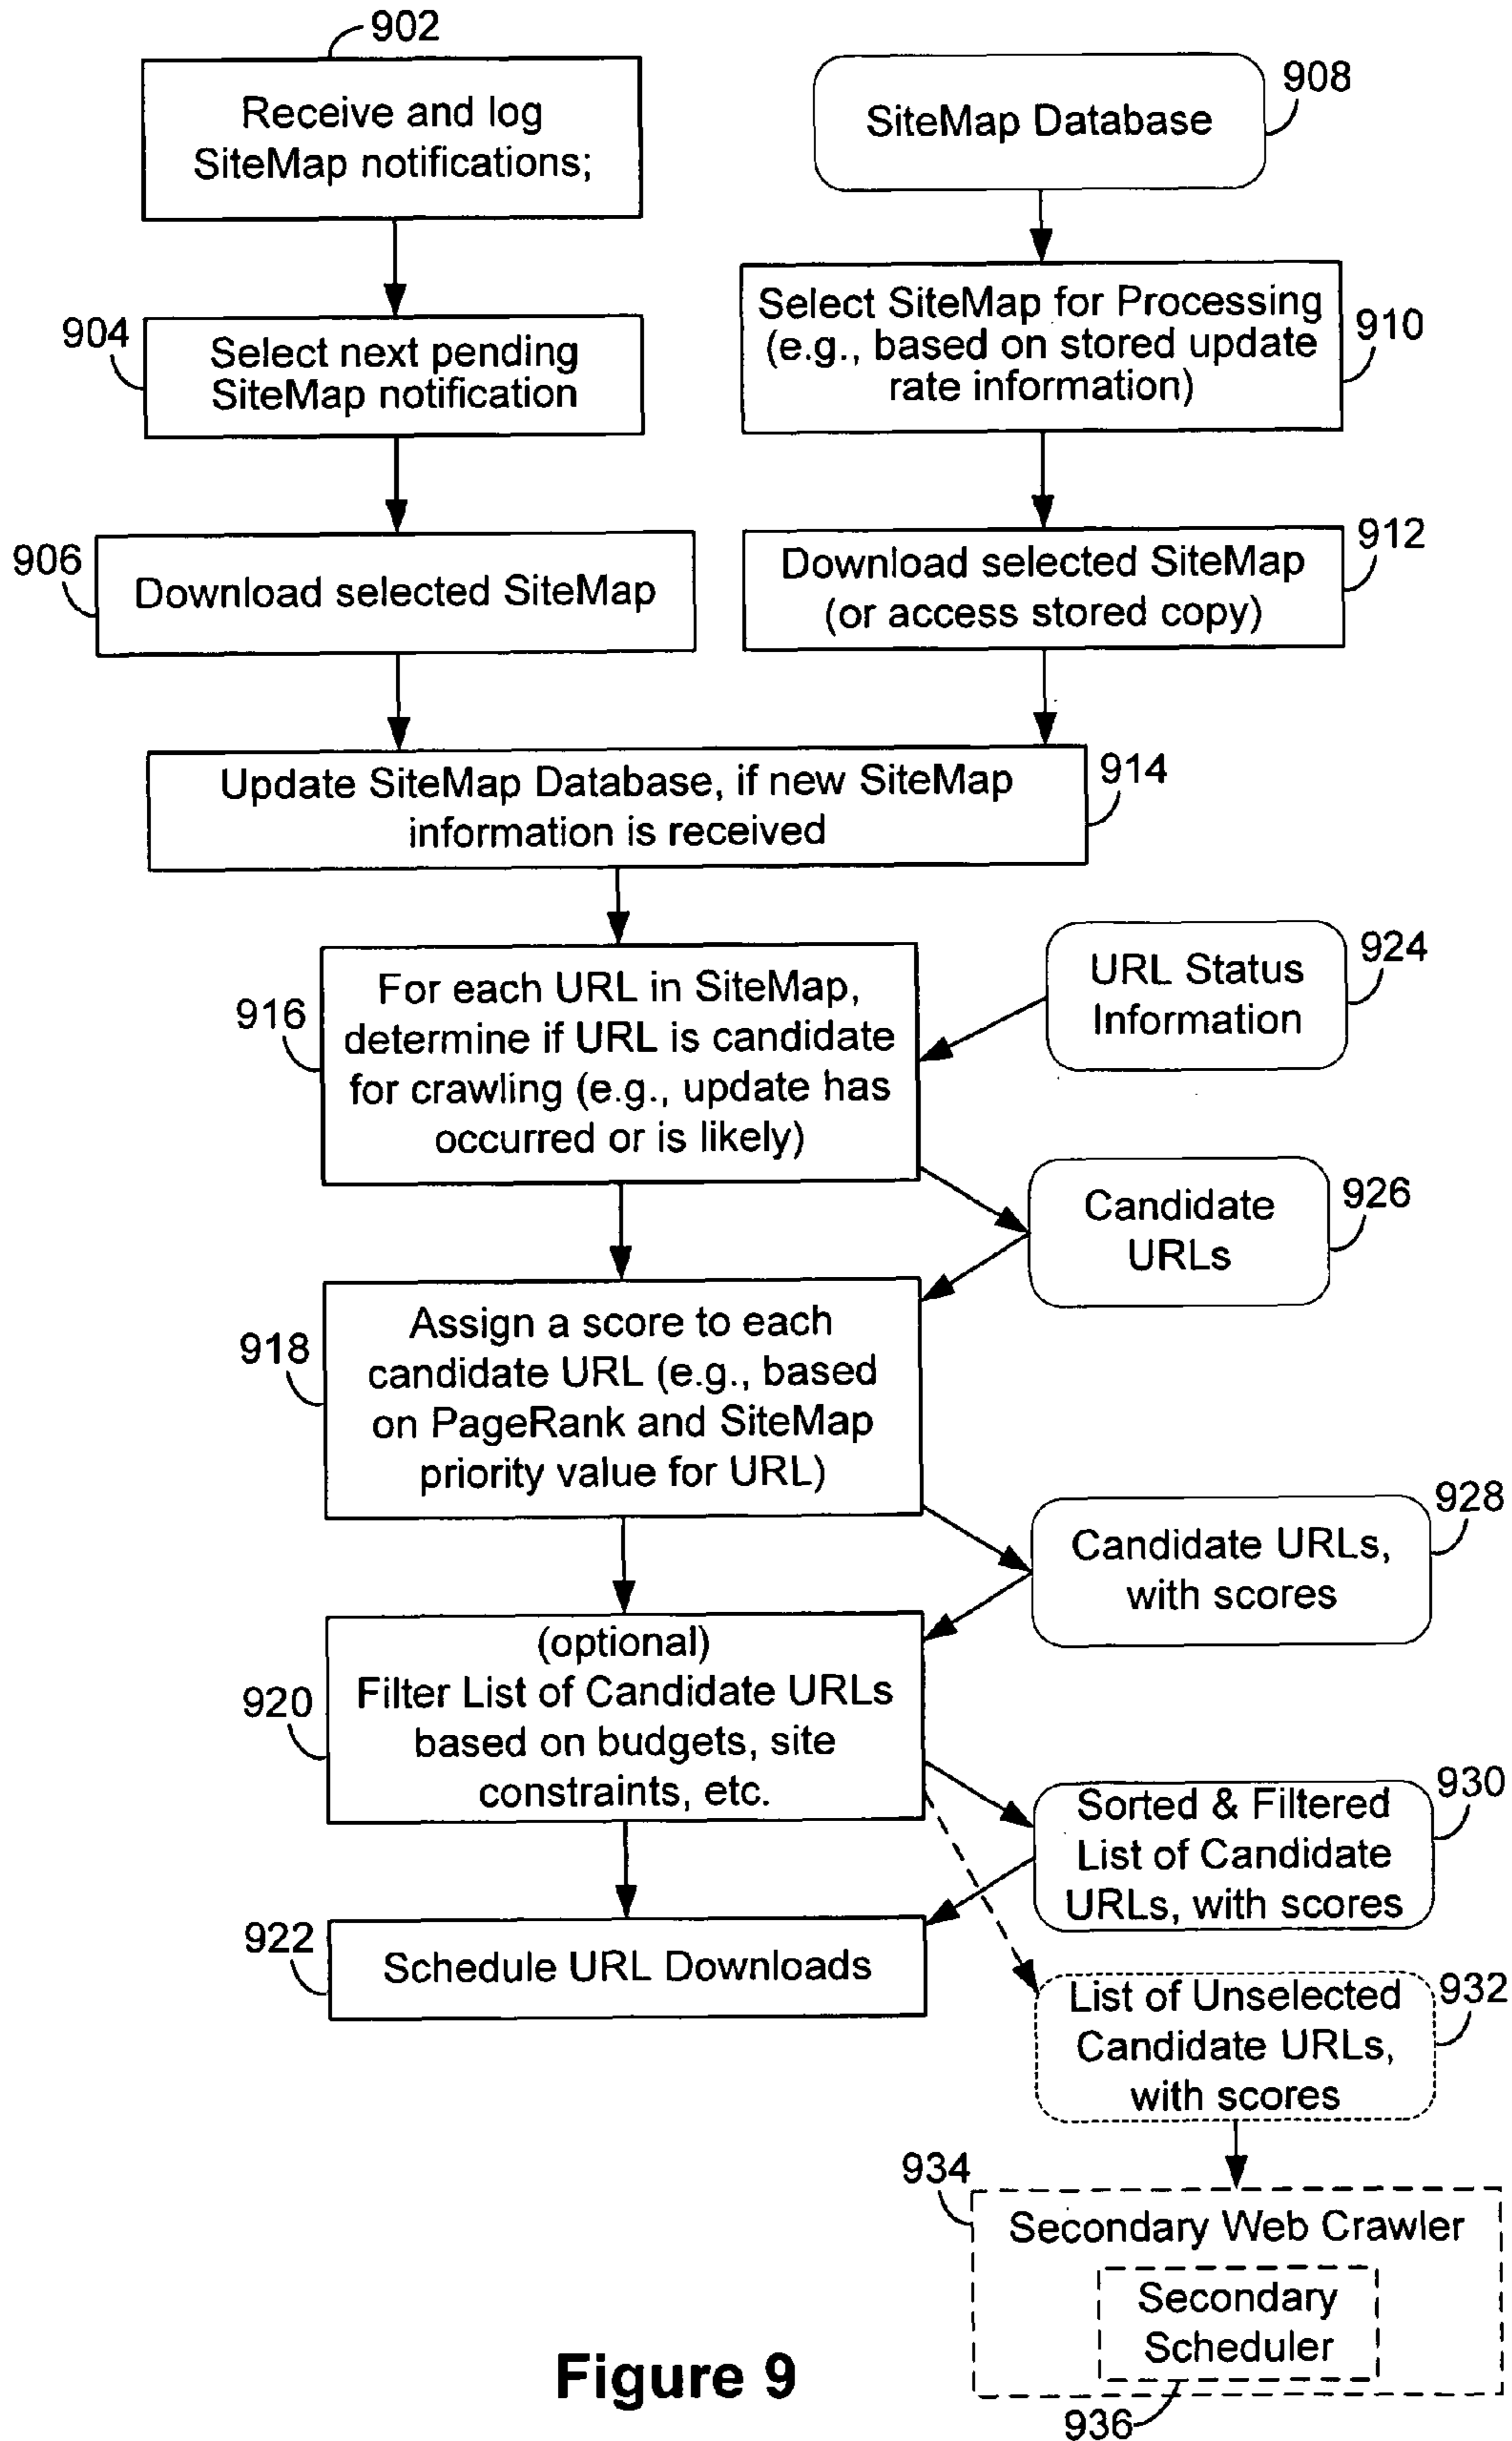 902
Receive and log
SiteMap notifications;
SiteMap Database
908
904
Select next pending
SiteMap notification
Select SiteMap for Processing
(e.g., based on stored update
rate information)
910
906
Download selected SiteMap
Download selected SiteMap
(or access stored copy)
912
Update SiteMap Database, if new SiteMap
information is received
914
916
For each URL in SiteMap,
determine if URL is candidate
for crawling (e.g., update has
occurred or is likely)
URL Status
Information
924
Candidate
URLs
926
918
Assign a score to each
candidate URL (e.g., based
on PageRank and SiteMap
priority value for URL)
Candidate URLs,
with scores
928
920
(optional)
Filter List of Candidate URLs
based on budgets, site
constraints, etc.
Sorted & Filtered
List of Candidate
URLs, with scores
930
922
Schedule URL Downloads
List of Unselected
Candidate URLs,
with scores
932
934
Secondary Web Crawler
Secondary
Scheduler
936
Figure 9